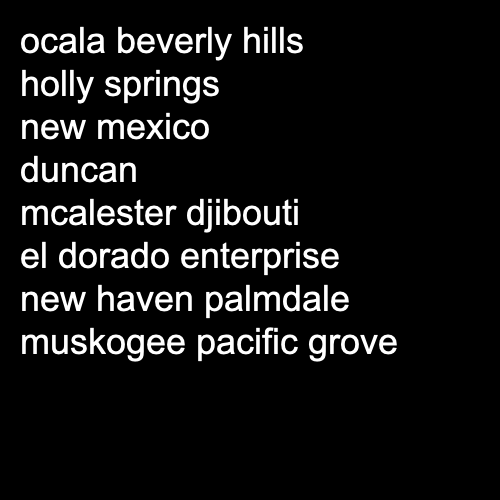 ocala beverly hills
holly springs
new mexico
duncan
mcalester djibouti
el dorado enterprise
new haven palmdale
muskogee pacific grove